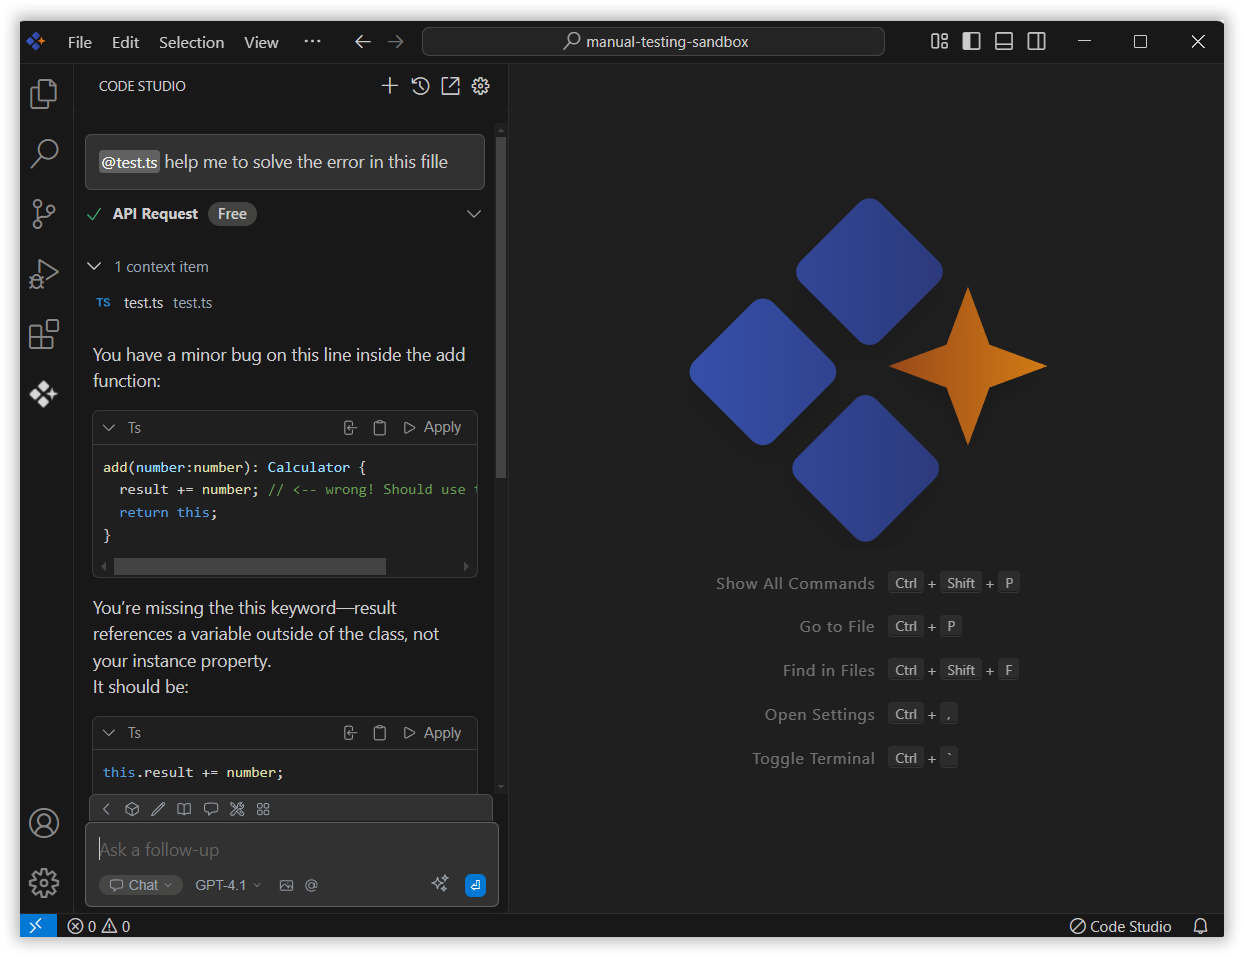 File Edit Selection View ··· manual-testing-sandbox
CODE STUDIO
@test.ts help me to solve the error in this fille
API Request Free
1 context item
TS test.ts test.ts
You have a minor bug on this line inside the add
function:
Ts Apply
add(number:number): Calculator {
result += number; // <-- wrong! Should use
return this;
}
You're missing the this keyword—result
references a variable outside of the class, not
your instance property.
It should be:
Ts Apply
this.result += number;
Ask a follow-up
Chat GPT-4.1 @
Show All Commands Ctrl + Shift + P
Go to File Ctrl + P
Find in Files Ctrl + Shift + F
Open Settings Ctrl + ,
Toggle Terminal Ctrl + `
0 0 Code Studio